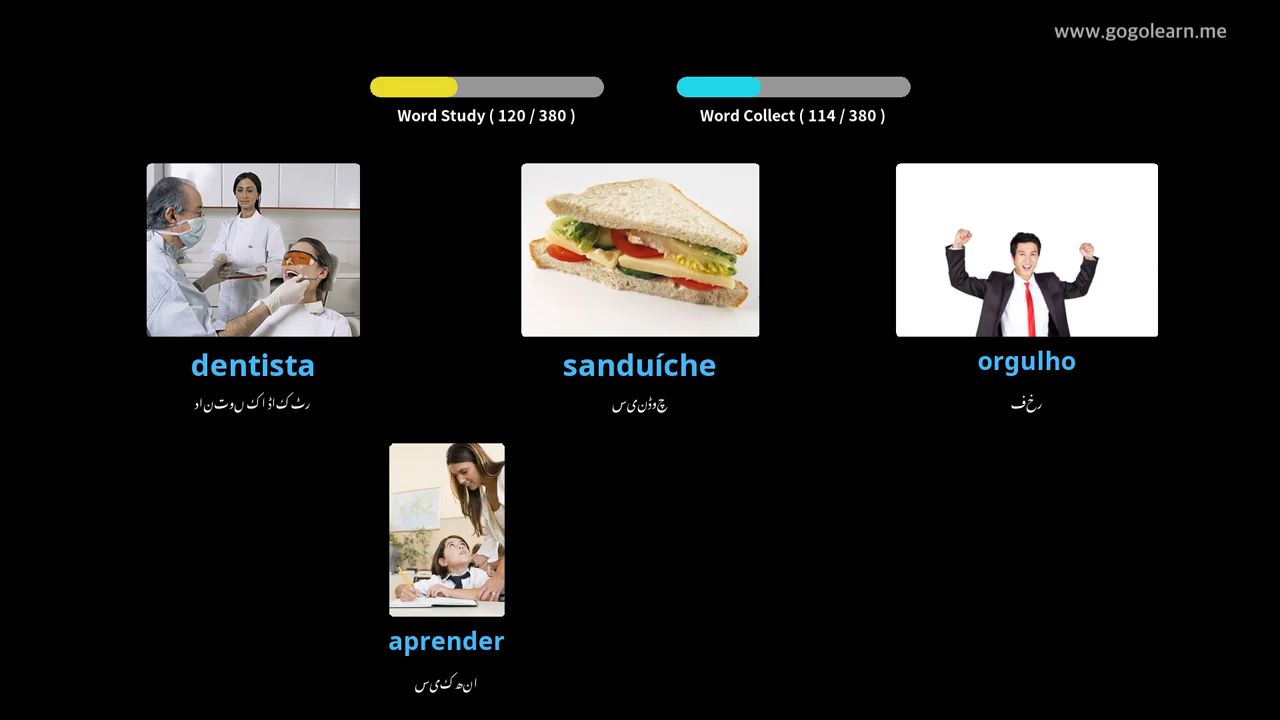 www.gogolearn.me
Word Study ( 120 / 380 )
Word Collect ( 114 / 380 )
dentista
دانتوں کا ڈاکٹر
sanduíche
سینڈوچ
orgulho
فخر
aprender
سیکھنا